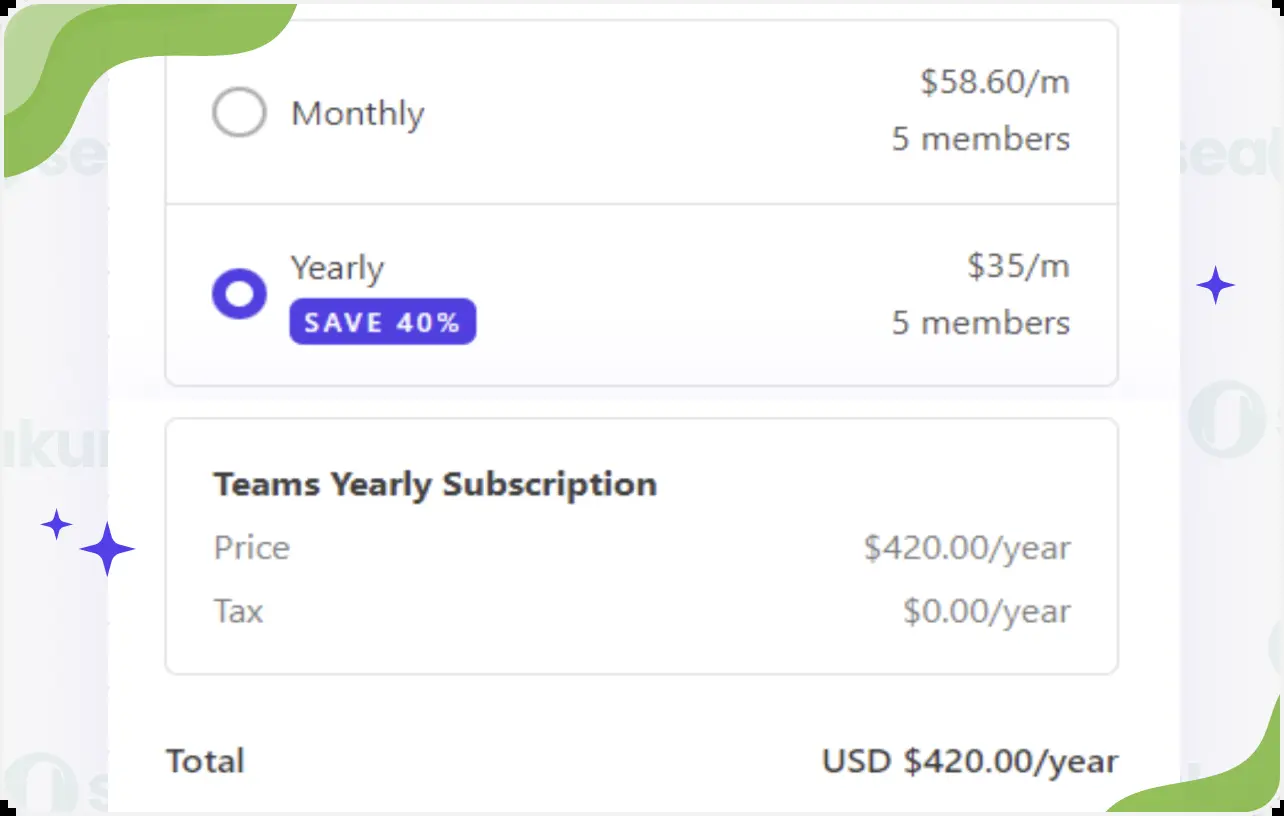 Monthly
$58.60/m
5 members
Yearly
SAVE 40%
$35/m
5 members
Teams Yearly Subscription
Price $420.00/year
Tax $0.00/year
Total USD $420.00/year